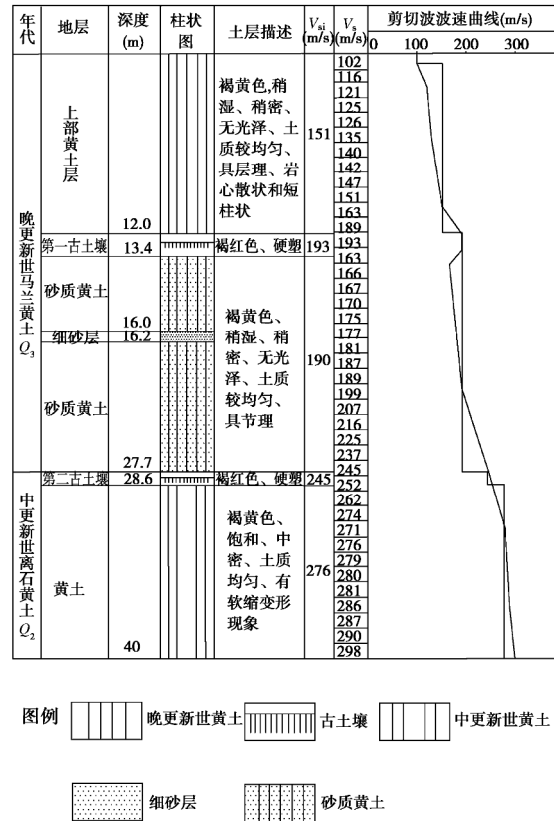 年代
地层
深度(m)
柱状图
土层描述
Vsi(m/s)
Vs(m/s)
剪切波波速曲线(m/s)
0 100 200 300
晚更新世马兰黄土Q3
上部黄土层
12.0
褐黄色,稍
湿、稍密、
无光泽、土
质较均匀、
具层理、岩
心散状和短
柱状
151
第一古土壤
13.4
褐红色、硬塑
193
砂质黄土
16.0
细砂层
16.2
砂质黄土
27.7
褐黄色、
稍湿、稍
密、无光
泽、土质
较均匀、
具节理
190
第二古土壤
28.6
褐红色、硬塑
245
中更新世离石黄土Q2
黄土
40
褐黄色、
饱和、中
密、土质
均匀、有
软缩变形
现象
276
102
116
121
125
126
135
140
142
147
151
163
189
193
163
166
167
170
175
177
181
187
189
199
207
216
225
237
245
252
262
274
271
276
279
280
281
286
287
290
298
图例
晚更新世黄土
古土壤
中更新世黄土
细砂层
砂质黄土